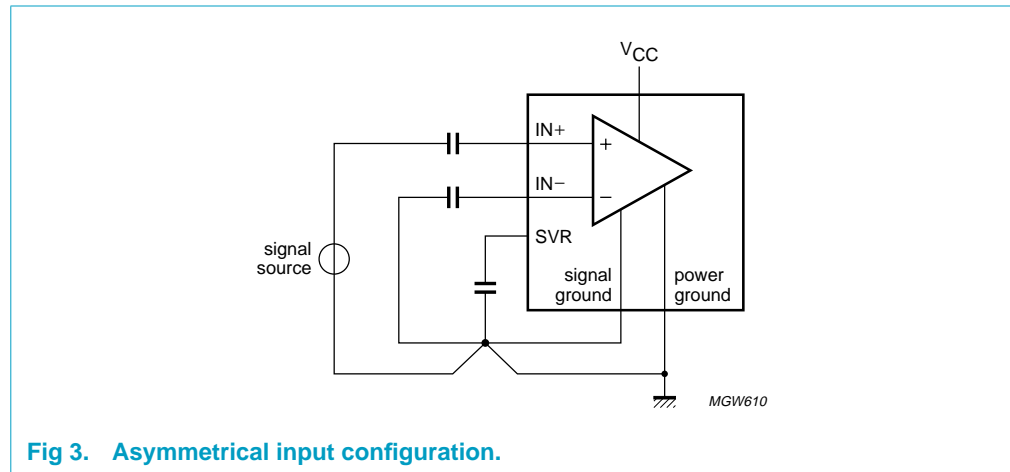 VCC
IN+
+
IN−
−
SVR
signal
source
signal
ground
power
ground
MGW610
Fig 3. Asymmetrical input configuration.